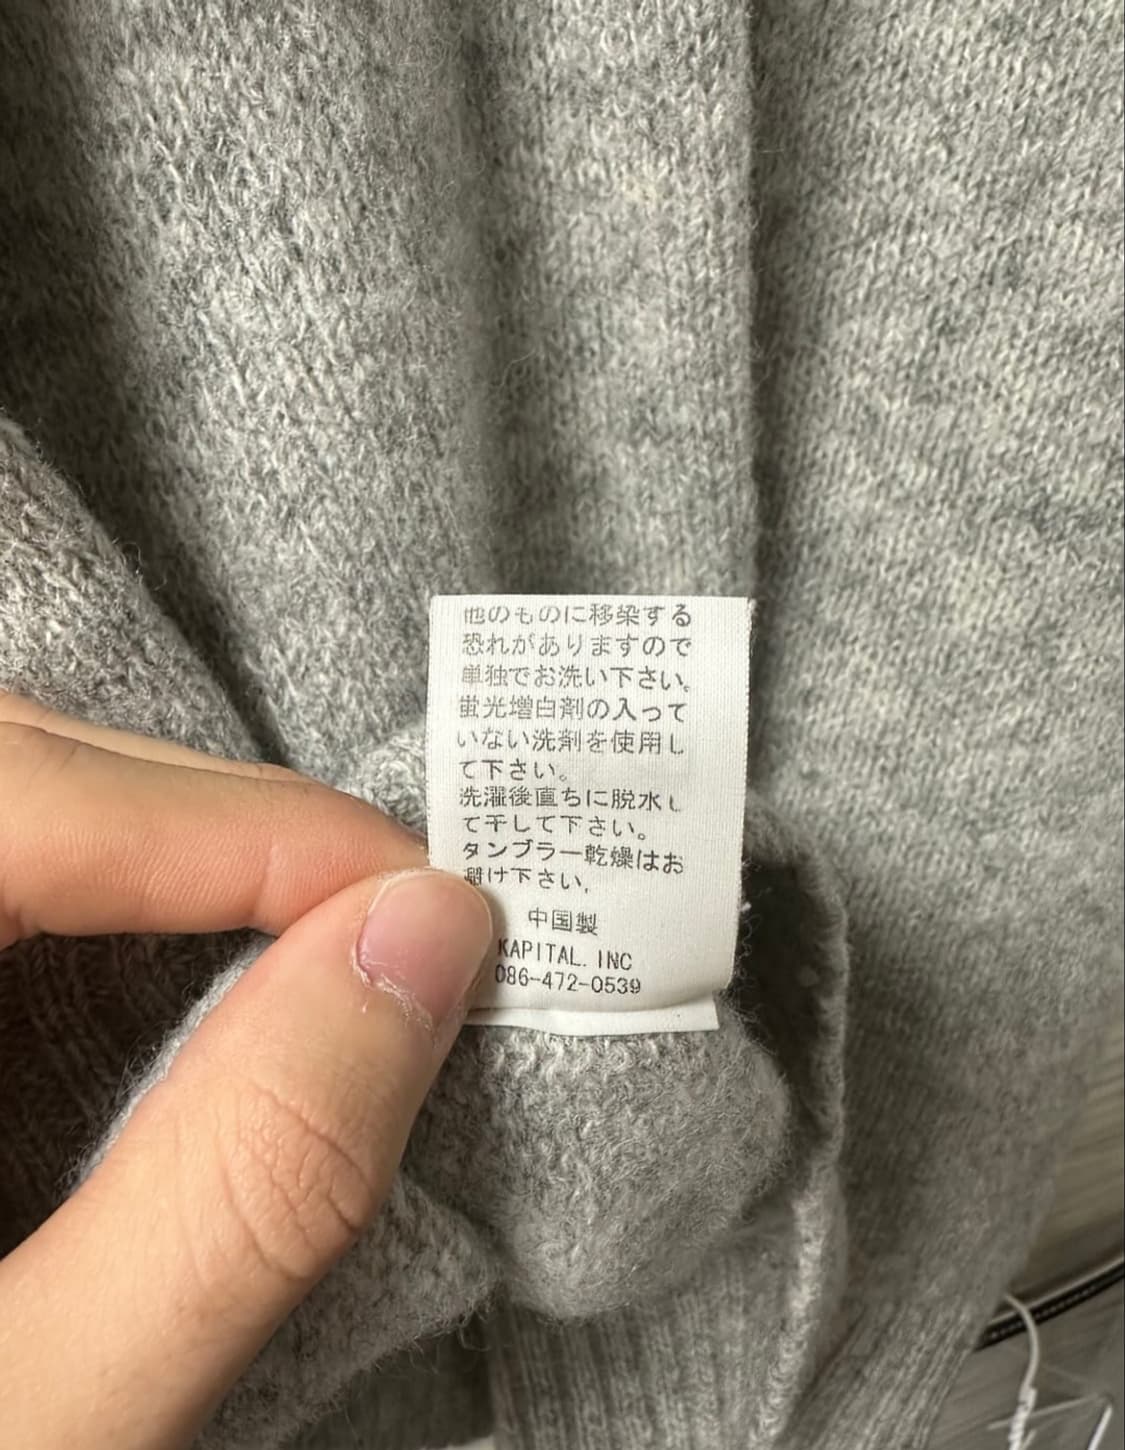 他のものに移染する
恐れがありますので
単独でお洗い下さい。
蛍光増白剤の入って
いない洗剤を使用し
て下さい。
洗濯後直ちに脱水し
て干して下さい。
タンブラー乾燥はお
避け下さい。
中国製
KAPITAL. INC
086-472-0539